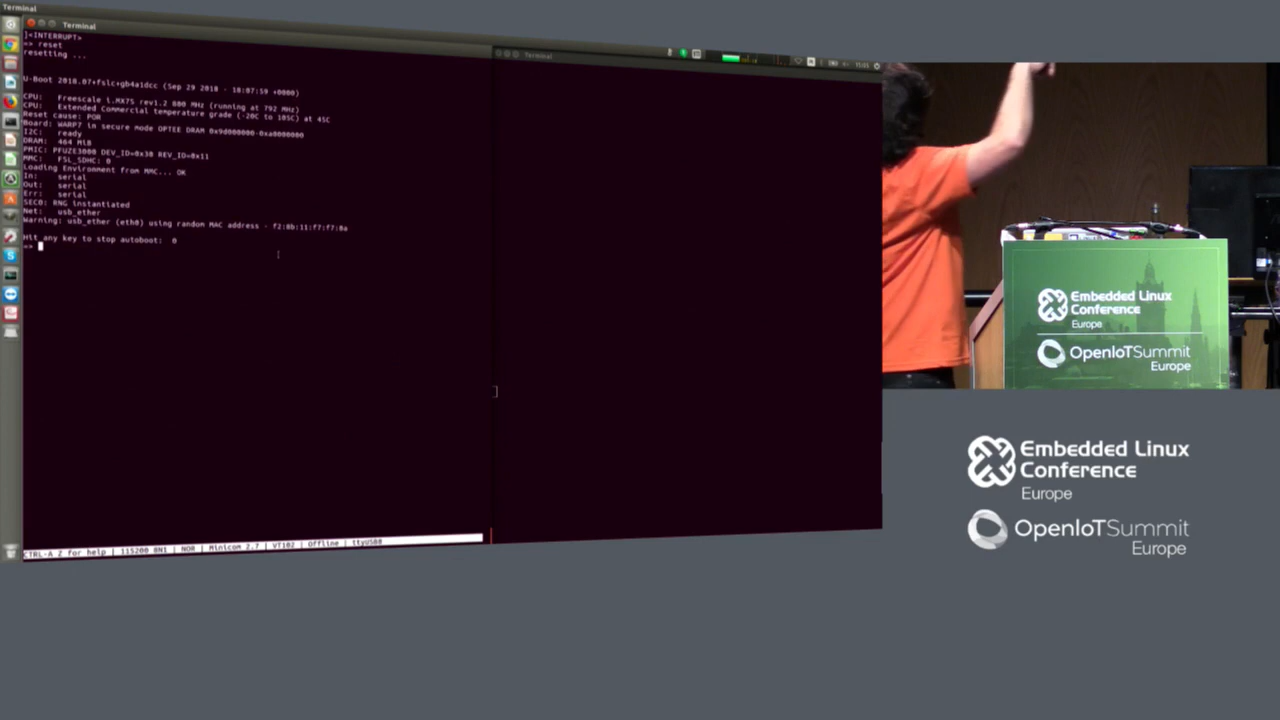 Terminal
Terminal
]<INTERRUPT>
=> reset
resetting ...
U-Boot 2018.07+fslc+gb4a1dcc (Sep 29 2018 - 18:07:59 +0000)
CPU: Freescale i.MX7S rev1.2 800 MHz (running at 792 MHz)
CPU: Extended Commercial temperature grade (-20C to 105C) at 45C
Reset cause: POR
Board: WARP7 in secure mode OPTEE DRAM 0x9d000000-0xa0000000
I2C: ready
DRAM: 464 MiB
PMIC: PFUZE3000 DEV_ID=0x30 REV_ID=0x11
MMC: FSL_SDHC: 0
Loading Environment from MMC... OK
In: serial
Out: serial
Err: serial
SEC0: RNG instantiated
Net: usb_ether
Warning: usb_ether (eth0) using random MAC address - f2:8b:11:f7:f7:8a
Hit any key to stop autoboot: 0
=>
CTRL-A Z for help | 115200 8N1 | NOR | Minicom 2.7 | VT102 | Offline | ttyUSB0
Terminal
Embedded Linux
Conference
Europe
OpenIoTSummit
Europe
Embedded Linux
Conference
Europe
OpenIoTSummit
Europe